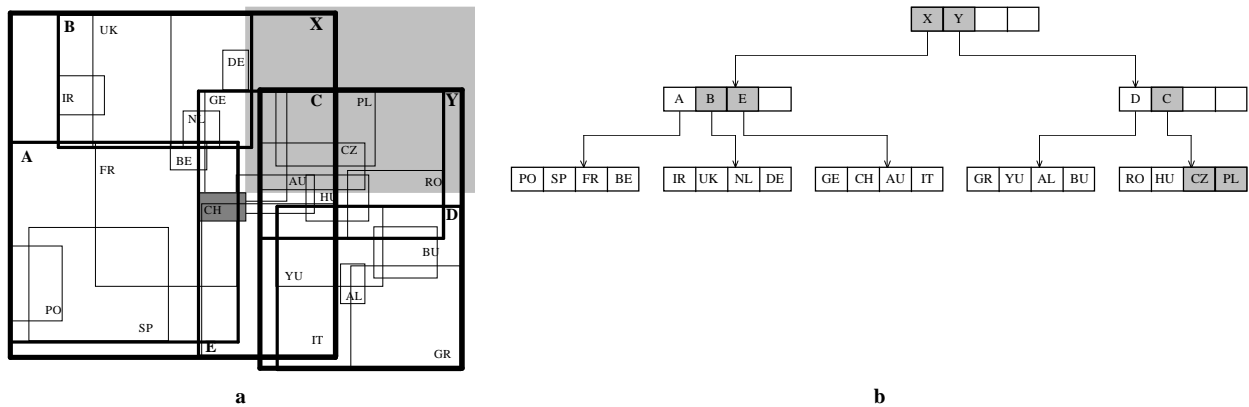 B
UK
X
DE
IR
GE
C
PL
Y
NL
A
BE
FR
CZ
AU
RO
CH
HU
D
BU
YU
AL
PO
SP
IT
E
GR
a
X Y
A B E
D C
PO SP FR BE
IR UK NL DE
GE CH AU IT
GR YU AL BU
RO HU CZ PL
b